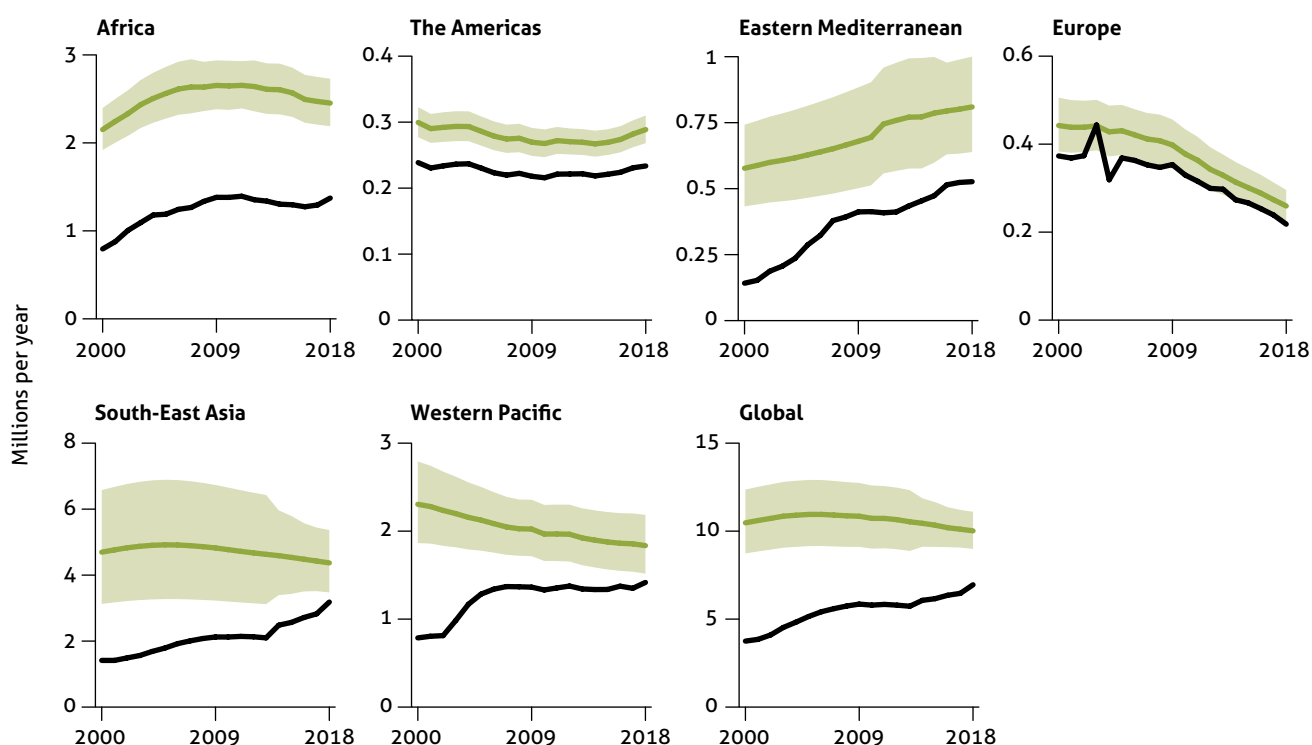 Millions per year
Africa
3
2
1
0
2000 2009 2018
The Americas
0.4
0.3
0.2
0.1
0
2000 2009 2018
Eastern Mediterranean
1
0.75
0.5
0.25
0
2000 2009 2018
Europe
0.6
0.4
0.2
0
2000 2009 2018
South-East Asia
8
6
4
2
0
2000 2009 2018
Western Pacific
3
2
1
0
2000 2009 2018
Global
15
10
5
0
2000 2009 2018